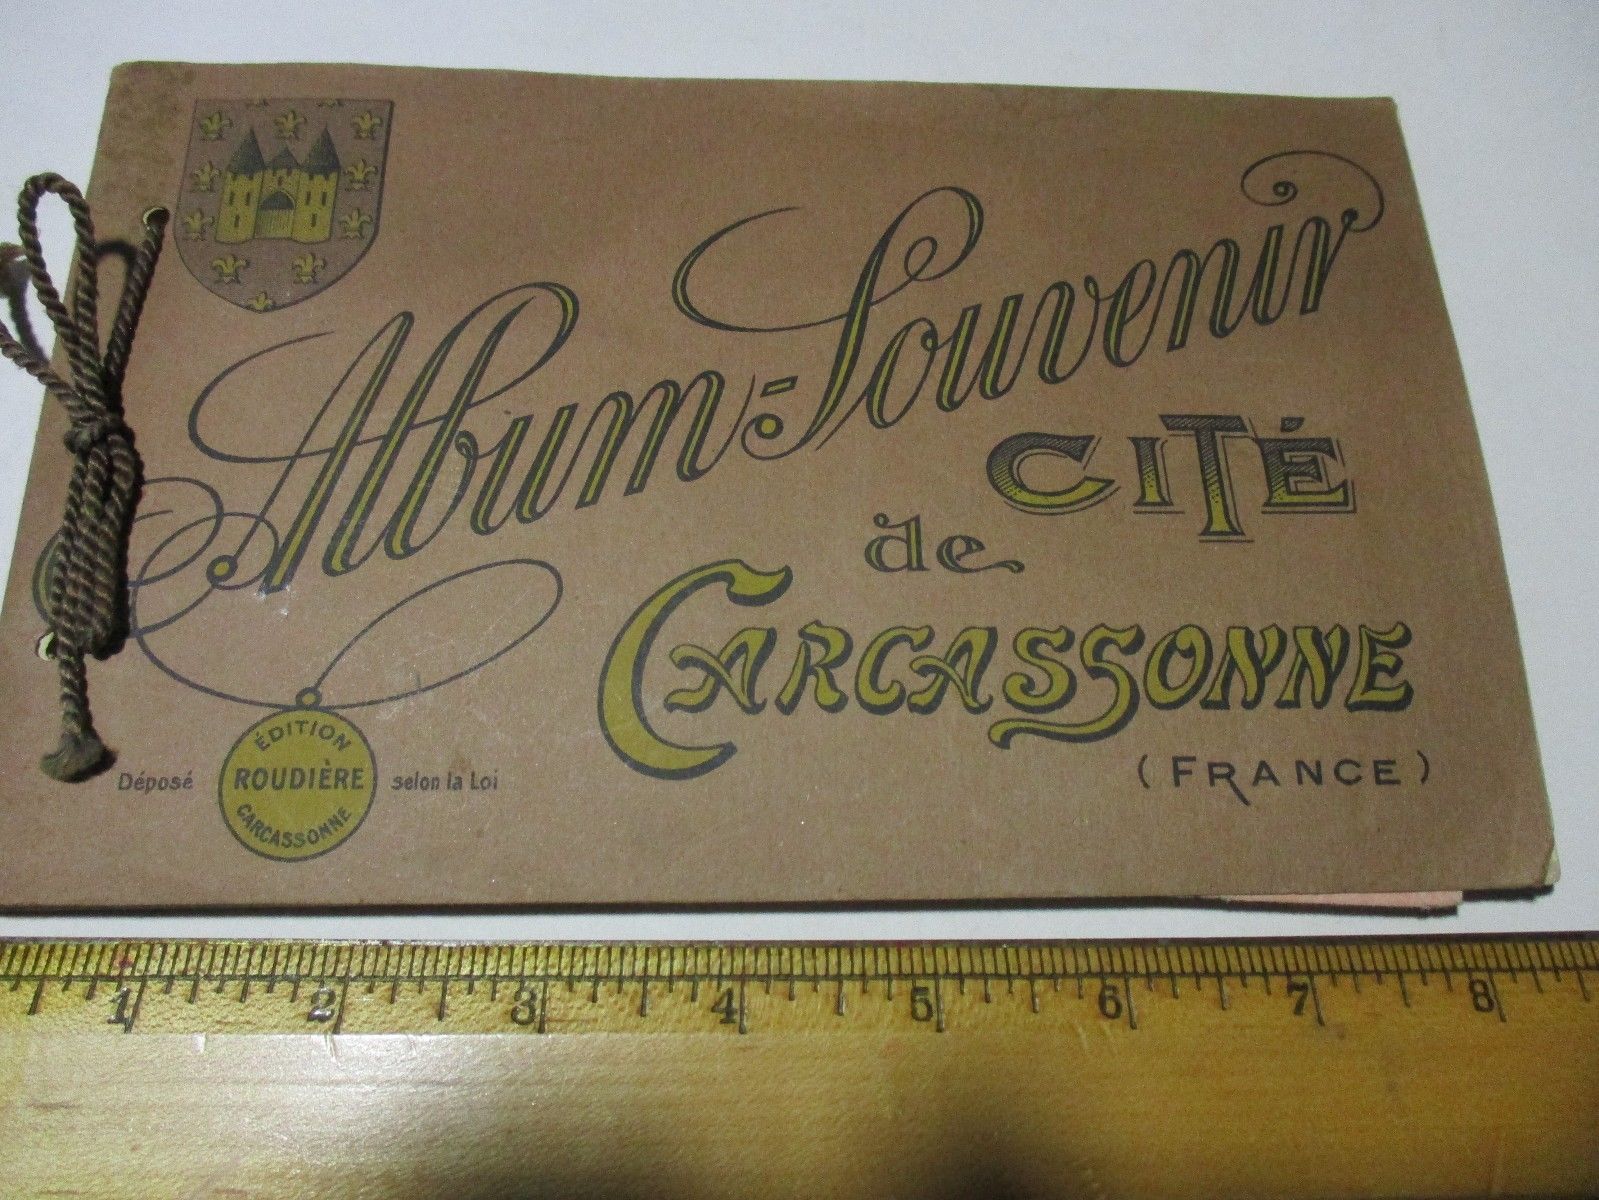 Album-Souvenir
CITÉ
de
CARCASSONNE
(FRANCE)
Déposé
ÉDITION
ROUDIÈRE
CARCASSONNE
selon la Loi
1 2 3 4 5 6 7 8